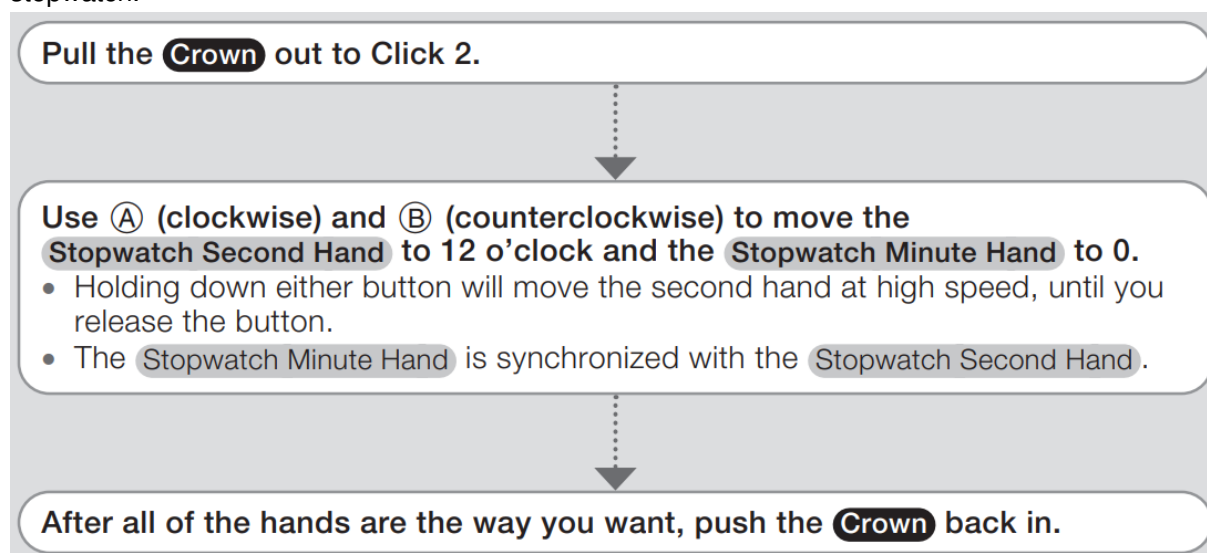 stopwatch.
Pull the Crown out to Click 2.
Use Ⓐ (clockwise) and Ⓑ (counterclockwise) to move the
Stopwatch Second Hand to 12 o’clock and the Stopwatch Minute Hand to 0.
• Holding down either button will move the second hand at high speed, until you
release the button.
• The Stopwatch Minute Hand is synchronized with the Stopwatch Second Hand.
After all of the hands are the way you want, push the Crown back in.